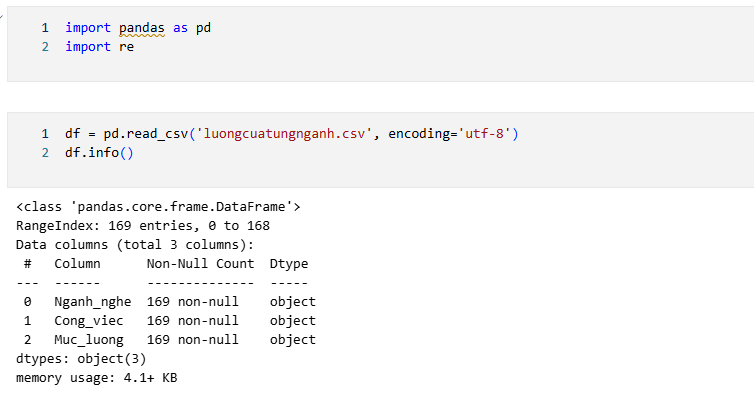 1 import pandas as pd
2 import re
1 df = pd.read_csv('luongcuatungnganh.csv', encoding='utf-8')
2 df.info()
<class 'pandas.core.frame.DataFrame'>
RangeIndex: 169 entries, 0 to 168
Data columns (total 3 columns):
 #   Column      Non-Null Count  Dtype
---  ------      --------------  -----
 0   Nganh_nghe  169 non-null    object
 1   Cong_viec   169 non-null    object
 2   Muc_luong   169 non-null    object
dtypes: object(3)
memory usage: 4.1+ KB